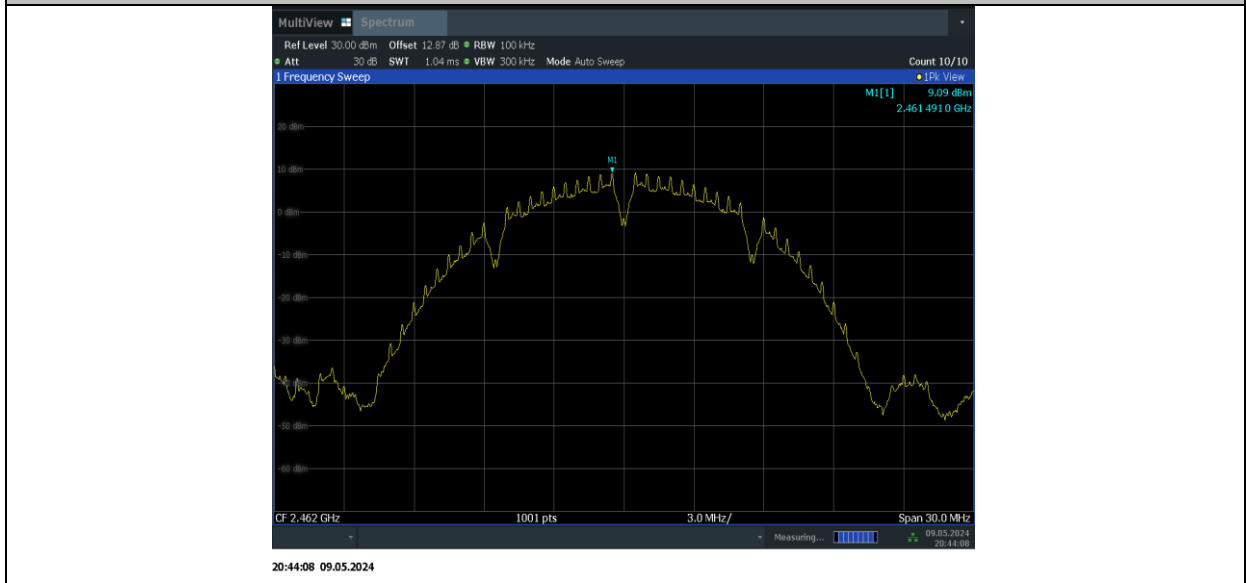 MultiView Spectrum
Ref Level 30.00 dBm Offset 12.87 dB RBW 100 kHz
Att 30 dB SWT 1.04 ms VBW 300 kHz Mode Auto Sweep Count 10/10
1 Frequency Sweep 1Pk View
M1[1] 9.09 dBm
2.461 4910 GHz
20 dBm
M1
10 dBm
0 dBm
-10 dBm
-20 dBm
-30 dBm
-40 dBm
-50 dBm
-60 dBm
CF 2.462 GHz 1001 pts 3.0 MHz/ Span 30.0 MHz
Measuring... 09.05.2024
20:44:08
20:44:08 09.05.2024